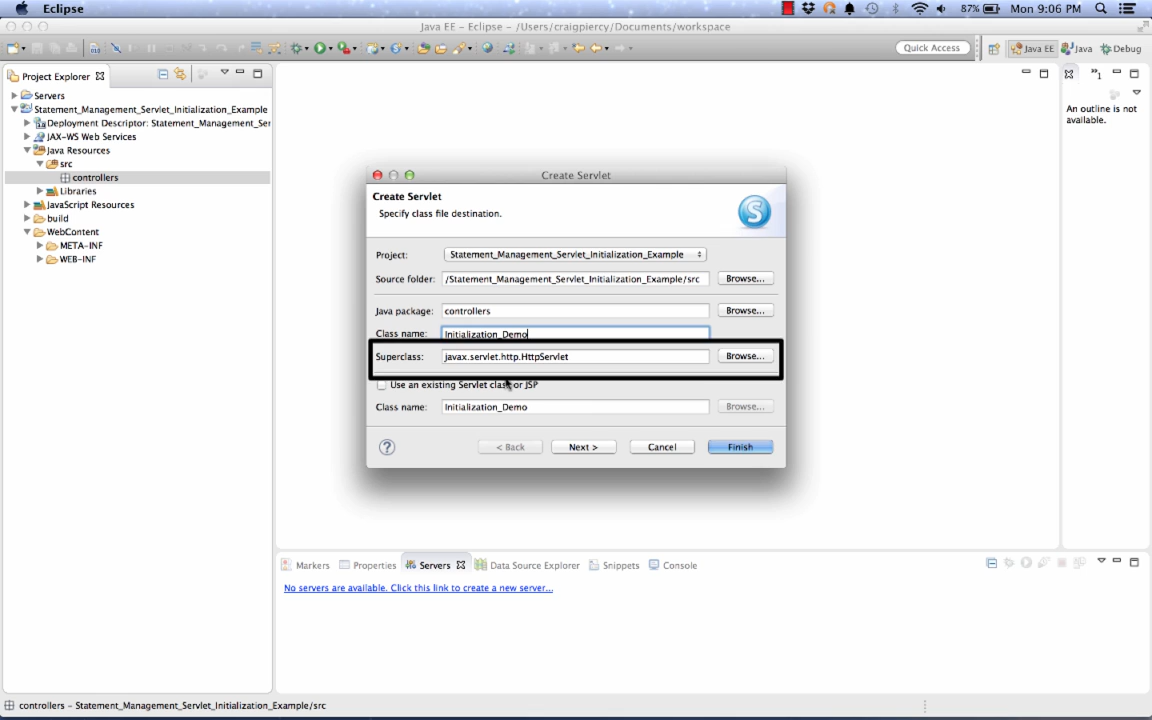 Eclipse
87%
Mon 9:06 PM
Java EE - Eclipse - /Users/craigpiercy/Documents/workspace
Quick Access
Java EE
Java
Debug
Project Explorer
Servers
Statement_Management_Servlet_Initialization_Example
Deployment Descriptor: Statement_Management_Ser
JAX-WS Web Services
Java Resources
src
controllers
Libraries
JavaScript Resources
build
WebContent
META-INF
WEB-INF
»1
An outline is not
available.
Create Servlet
Create Servlet
Specify class file destination.
S
Project:
Statement_Management_Servlet_Initialization_Example
Source folder:
/Statement_Management_Servlet_Initialization_Example/src
Browse...
Java package:
controllers
Browse...
Class name:
Initialization_Demo
Superclass:
javax.servlet.http.HttpServlet
Browse...
Use an existing Servlet class or JSP
Class name:
Initialization_Demo
Browse...
?
< Back
Next >
Cancel
Finish
Markers
Properties
Servers
Data Source Explorer
Snippets
Console
No servers are available. Click this link to create a new server...
controllers - Statement_Management_Servlet_Initialization_Example/src